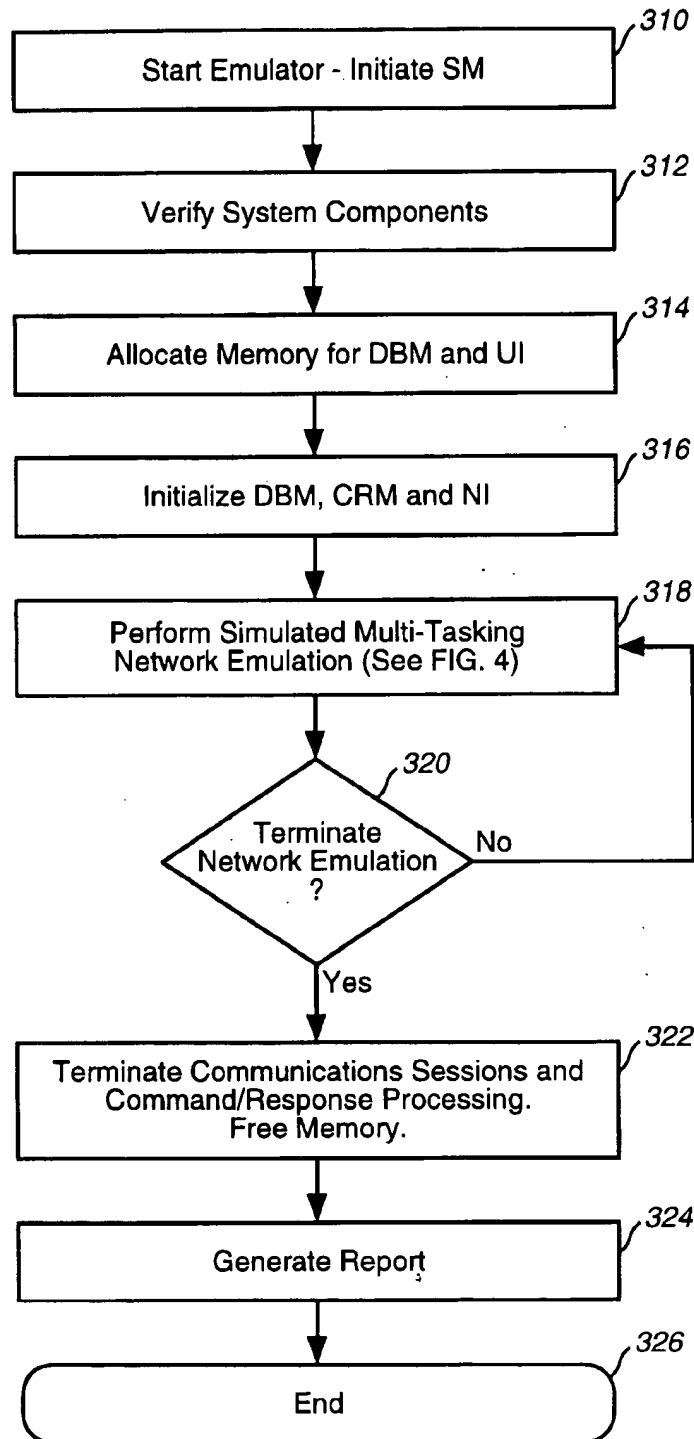 310
Start Emulator - Initiate SM
312
Verify System Components
314
Allocate Memory for DBM and UI
316
Initialize DBM, CRM and NI
318
Perform Simulated Multi-Tasking
Network Emulation (See FIG. 4)
320
Terminate
Network Emulation
?
No
Yes
322
Terminate Communications Sessions and
Command/Response Processing.
Free Memory.
324
Generate Report
326
End